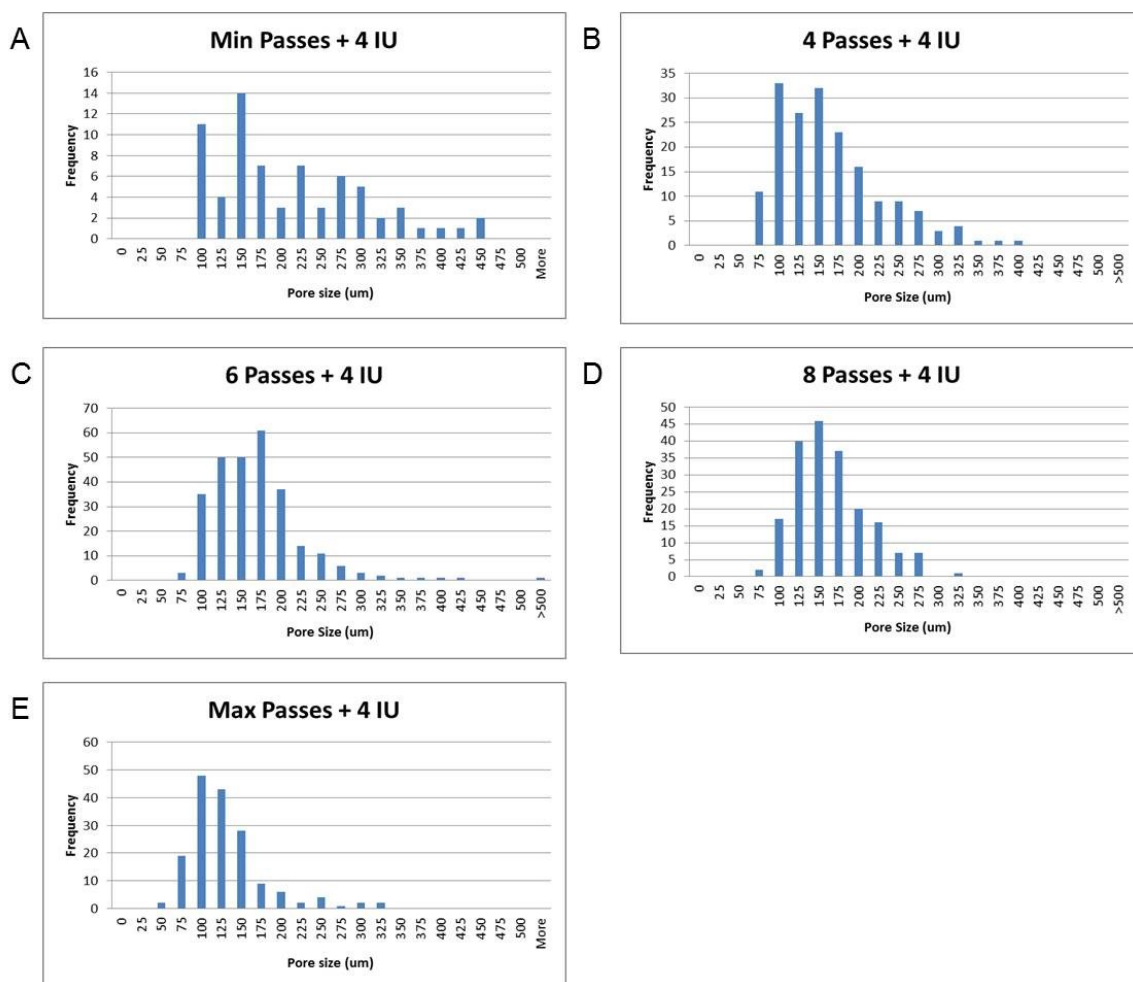 A
Min Passes + 4 IU
Frequency
16
14
12
10
8
6
4
2
0
0 25 50 75 100 125 150 175 200 225 250 275 300 325 350 375 400 425 450 475 500 More
Pore size (um)
B
4 Passes + 4 IU
Frequency
35
30
25
20
15
10
5
0
0 25 50 75 100 125 150 175 200 225 250 275 300 325 350 375 400 425 450 475 500 >500
Pore Size (um)
C
6 Passes + 4 IU
Frequency
70
60
50
40
30
20
10
0
0 25 50 75 100 125 150 175 200 225 250 275 300 325 350 375 400 425 450 475 500 >500
Pore Size (um)
D
8 Passes + 4 IU
Frequency
50
45
40
35
30
25
20
15
10
5
0
0 25 50 75 100 125 150 175 200 225 250 275 300 325 350 375 400 425 450 475 500 >500
Pore Size (um)
E
Max Passes + 4 IU
Frequency
60
50
40
30
20
10
0
0 25 50 75 100 125 150 175 200 225 250 275 300 325 350 375 400 425 450 475 500 More
Pore size (um)